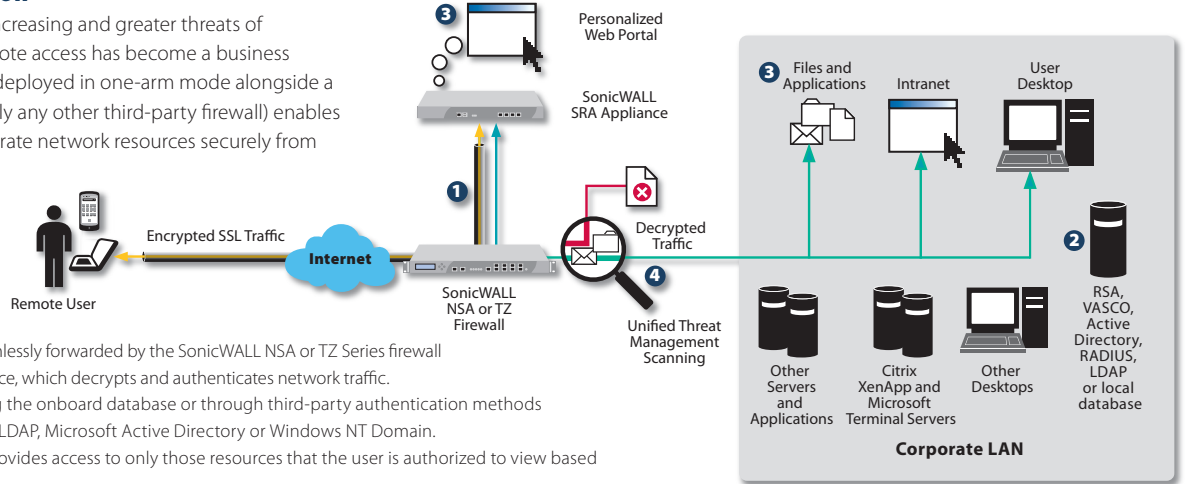 creasing and greater threats of
ote access has become a business
deployed in one-arm mode alongside a
ly any other third-party firewall) enables
rate network resources securely from
3
Personalized
Web Portal
SonicWALL
SRA Appliance
1
Encrypted SSL Traffic
Internet
Remote User
SonicWALL
NSA or TZ
Firewall
Decrypted
Traffic
4
Unified Threat
Management
Scanning
3
Files and
Applications
Intranet
User
Desktop
2
RSA,
VASCO,
Active
Directory,
RADIUS,
LDAP
or local
database
Other
Servers
and
Applications
Citrix
XenApp and
Microsoft
Terminal Servers
Other
Desktops
Corporate LAN
lessly forwarded by the SonicWALL NSA or TZ Series firewall
ce, which decrypts and authenticates network traffic.
g the onboard database or through third-party authentication methods
LDAP, Microsoft Active Directory or Windows NT Domain.
ovides access to only those resources that the user is authorized to view based